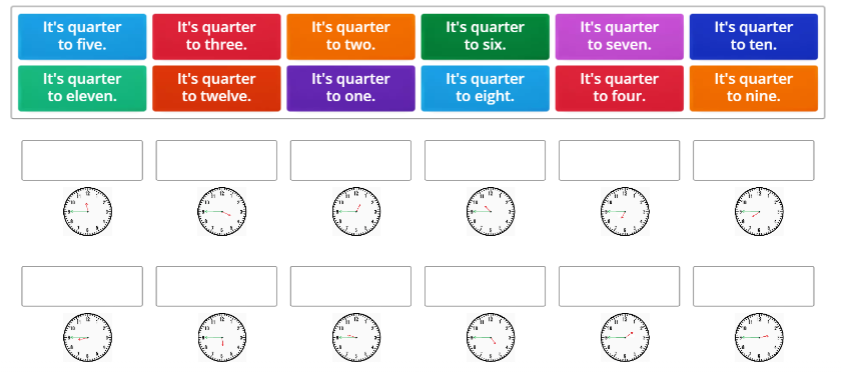 It's quarter
to five.
It's quarter
to three.
It's quarter
to two.
It's quarter
to six.
It's quarter
to seven.
It's quarter
to ten.
It's quarter
to eleven.
It's quarter
to twelve.
It's quarter
to one.
It's quarter
to eight.
It's quarter
to four.
It's quarter
to nine.